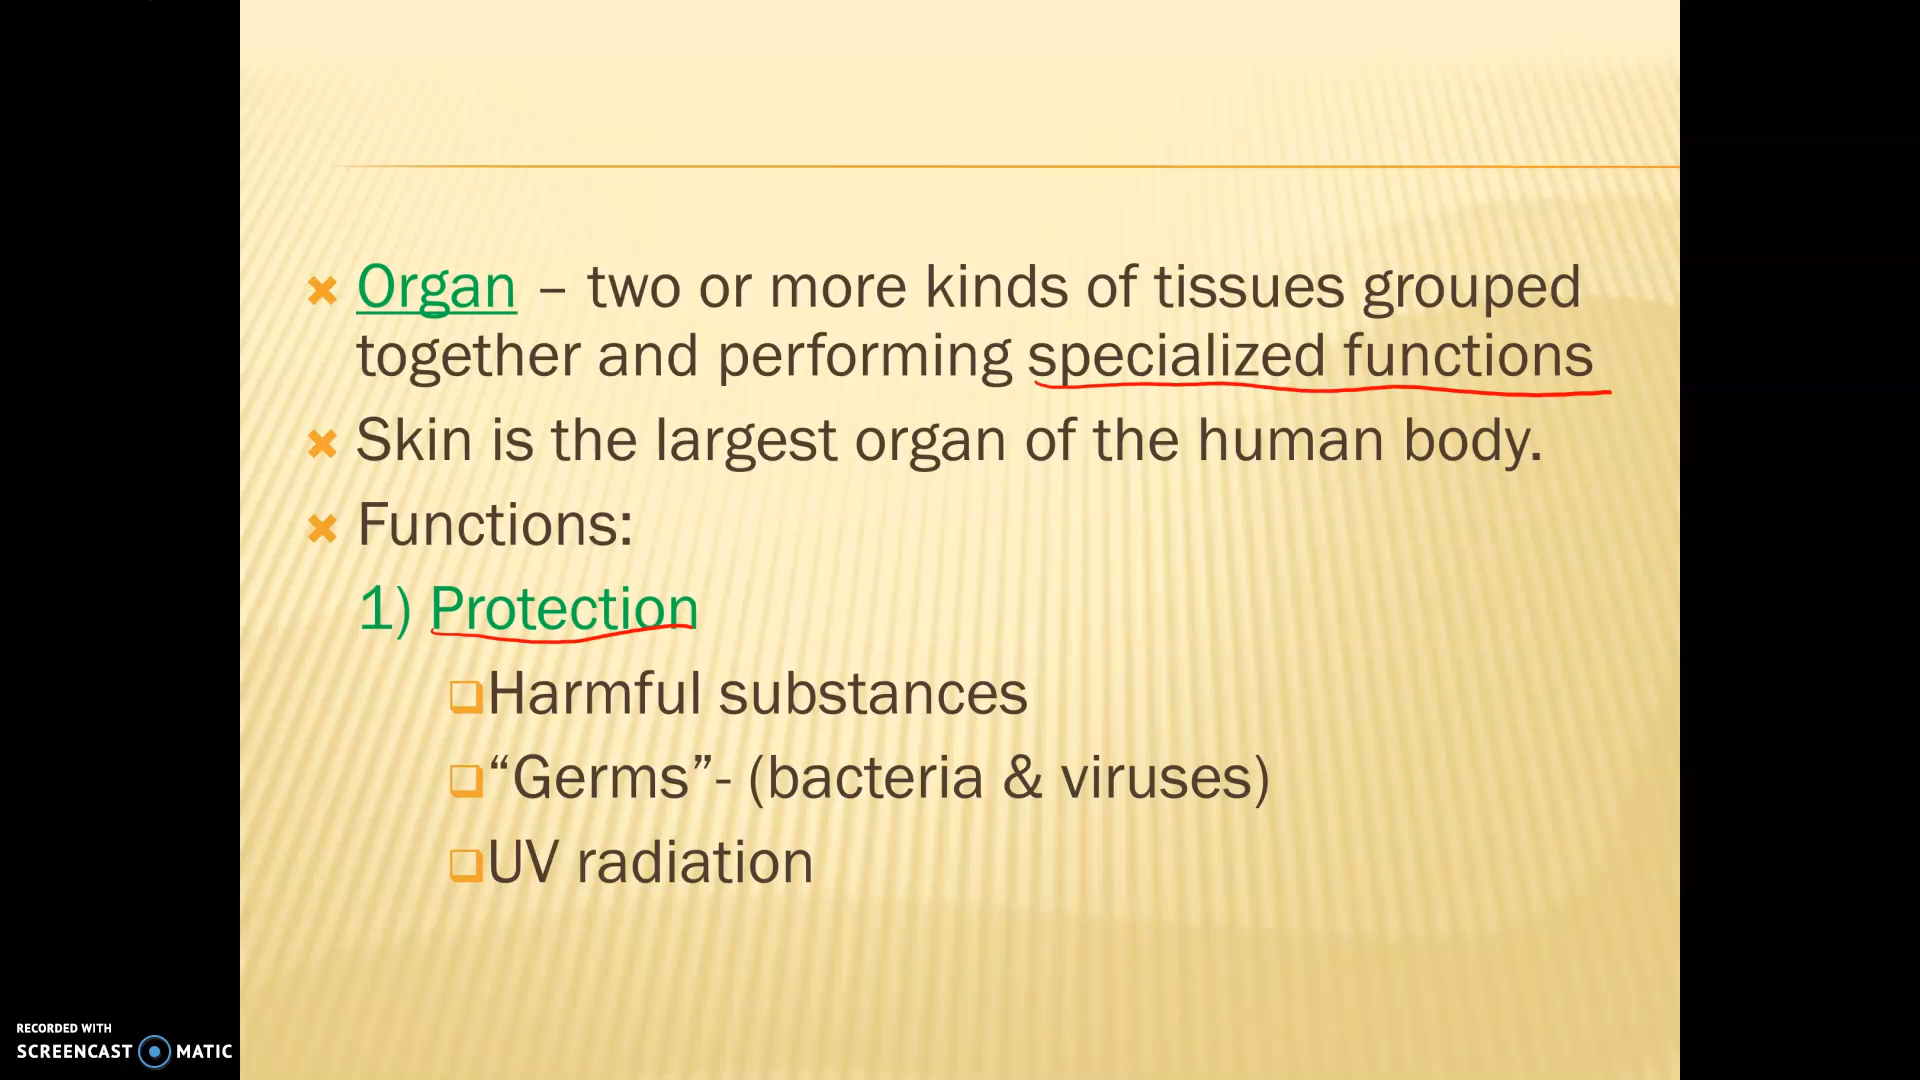 Organ – two or more kinds of tissues grouped
together and performing specialized functions
Skin is the largest organ of the human body.
Functions:
1) Protection
Harmful substances
“Germs”- (bacteria & viruses)
UV radiation
RECORDED WITH
SCREENCAST MATIC